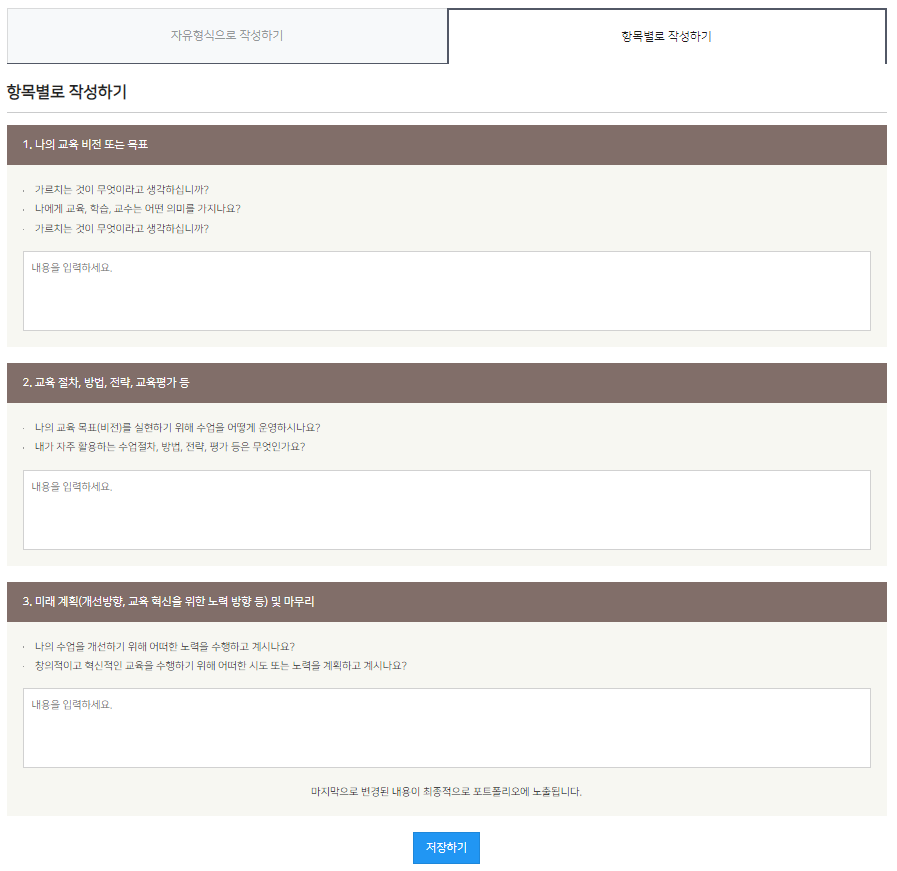 자유형식으로 작성하기
항목별로 작성하기
항목별로 작성하기
1. 나의 교육 비전 또는 목표
· 가르치는 것이 무엇이라고 생각하십니까?
· 나에게 교육, 학습, 교수는 어떤 의미를 가지나요?
· 가르치는 것이 무엇이라고 생각하십니까?
내용을 입력하세요.
2. 교육 절차, 방법, 전략, 교육평가 등
· 나의 교육 목표(비전)를 실현하기 위해 수업을 어떻게 운영하시나요?
· 내가 자주 활용하는 수업절차, 방법, 전략, 평가 등은 무엇인가요?
내용을 입력하세요.
3. 미래 계획(개선방향, 교육 혁신을 위한 노력 방향 등) 및 마무리
· 나의 수업을 개선하기 위해 어떠한 노력을 수행하고 계시나요?
· 창의적이고 혁신적인 교육을 수행하기 위해 어떠한 시도 또는 노력을 계획하고 계시나요?
내용을 입력하세요.
마지막으로 변경된 내용이 최종적으로 포트폴리오에 노출됩니다.
저장하기